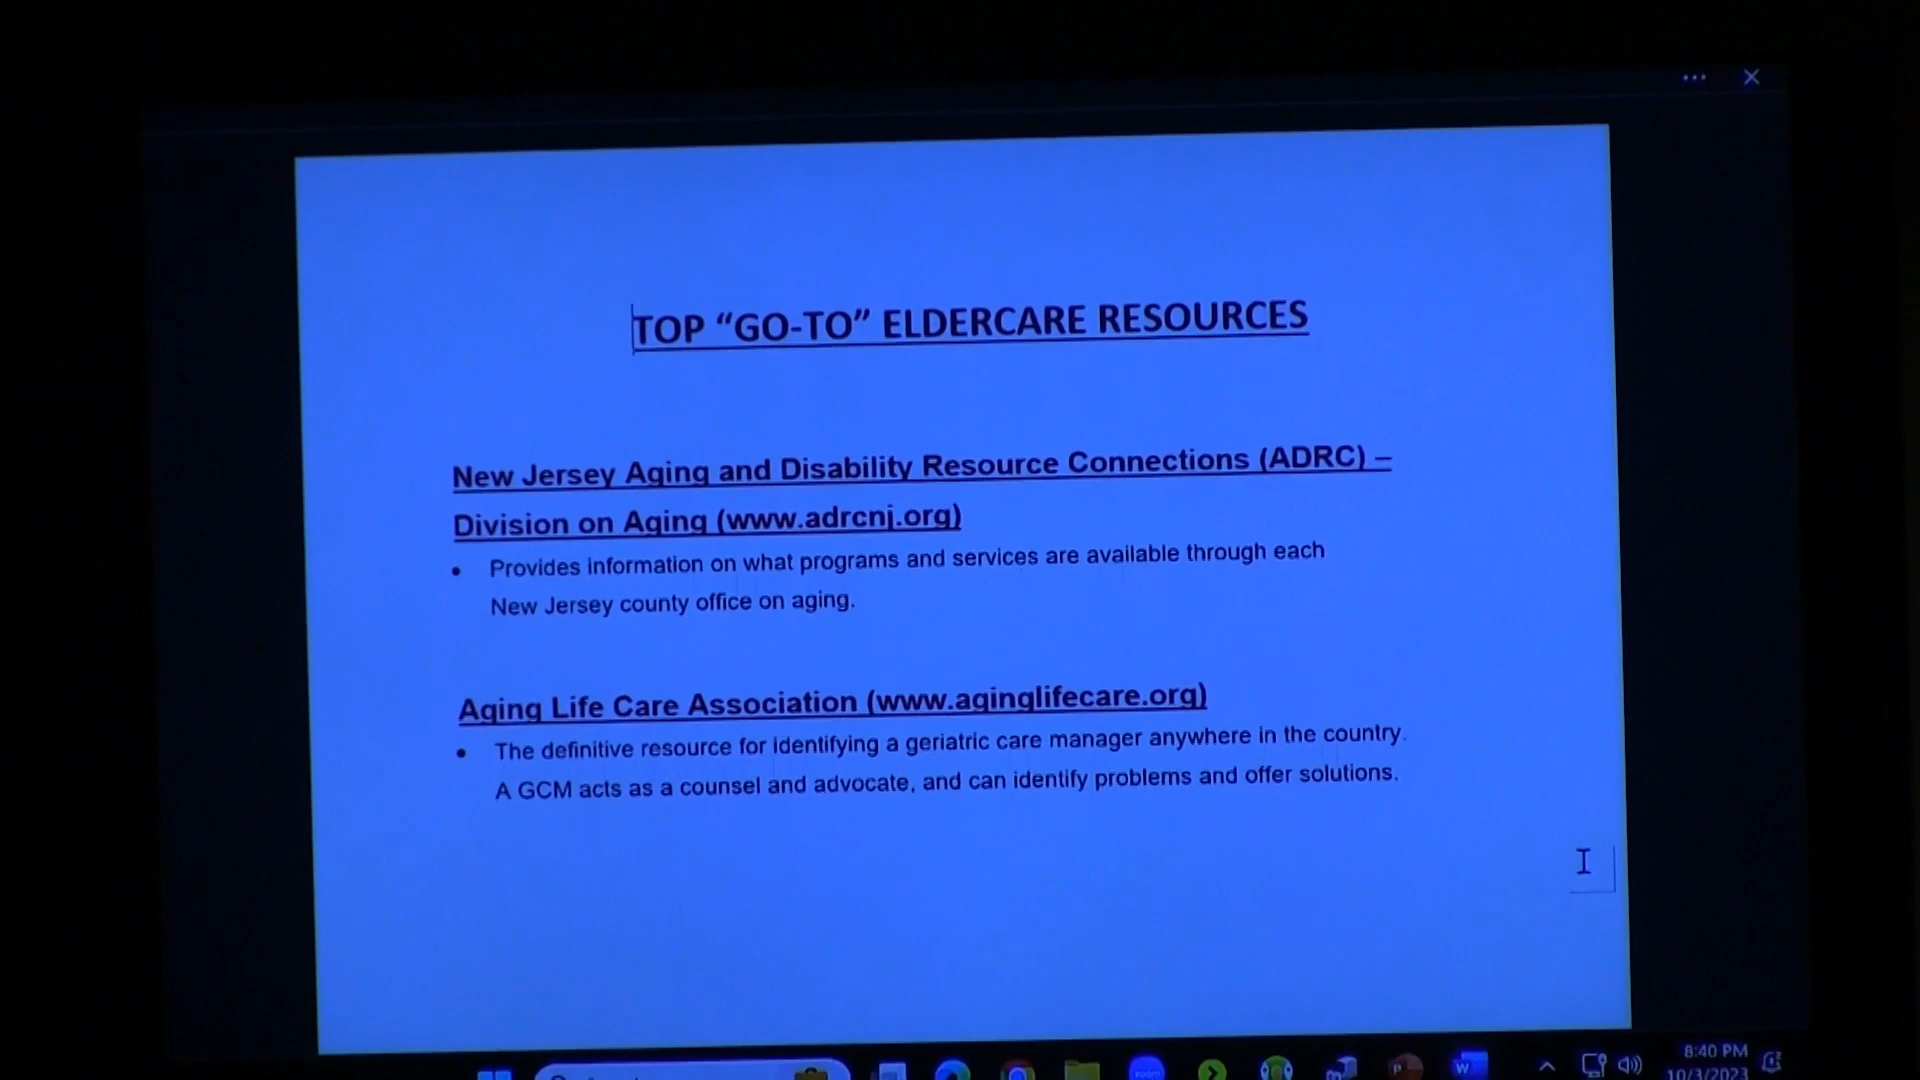 TOP “GO-TO” ELDERCARE RESOURCES
New Jersey Aging and Disability Resource Connections (ADRC) –
Division on Aging (www.adrcnj.org)
• Provides information on what programs and services are available through each
New Jersey county office on aging.
Aging Life Care Association (www.aginglifecare.org)
• The definitive resource for identifying a geriatric care manager anywhere in the country.
A GCM acts as a counsel and advocate, and can identify problems and offer solutions.
zoom
P
W
8:40 PM
10/3/2023